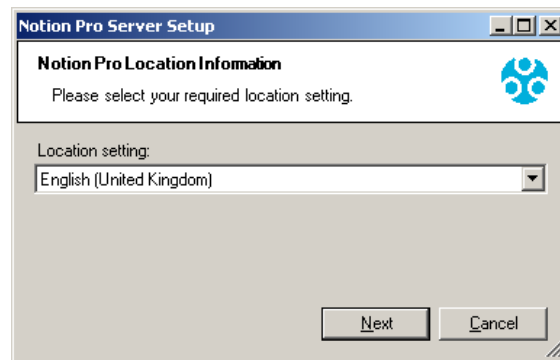 Notion Pro Server Setup
Notion Pro Location Information
Please select your required location setting.
Location setting:
English (United Kingdom)
Next
Cancel